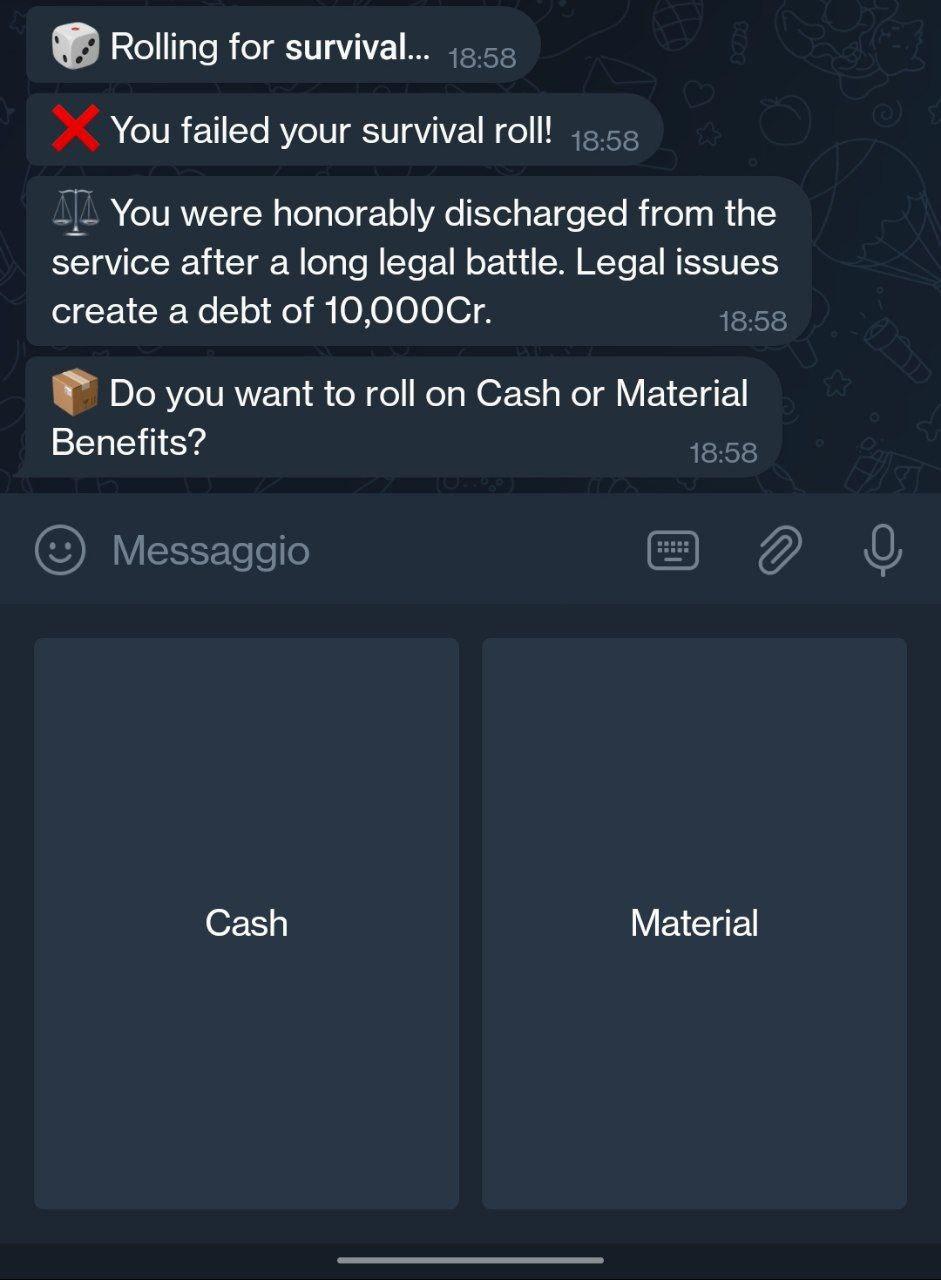 Rolling for survival... 18:58
You failed your survival roll! 18:58
You were honorably discharged from the
service after a long legal battle. Legal issues
create a debt of 10,000Cr. 18:58
Do you want to roll on Cash or Material
Benefits? 18:58
Messaggio
Cash
Material